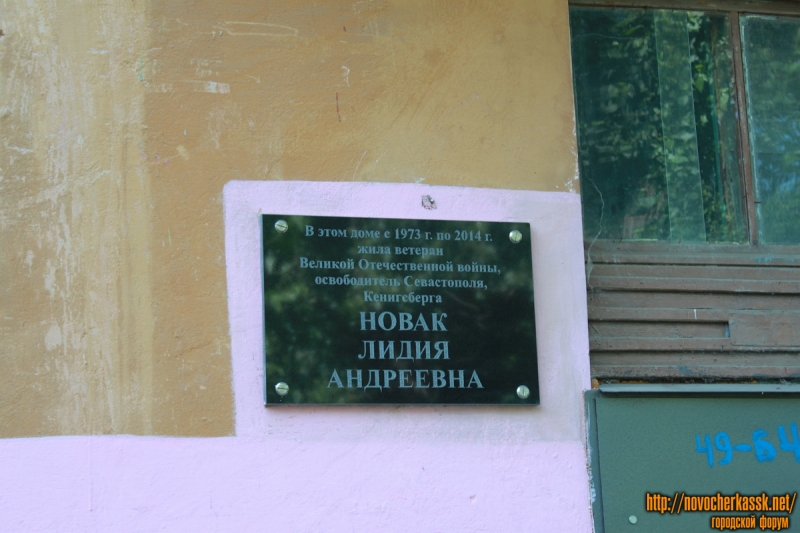 В этом доме с 1973 г. по 2014 г.
жила ветеран
Великой Отечественной войны,
освободитель Севастополя,
Кенигсберга
НОВАК
ЛИДИЯ
АНДРЕЕВНА
49-64
http://novocherkassk.net/
городской форум